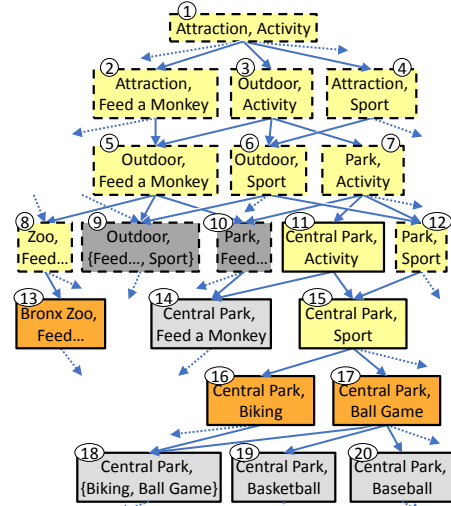 1
Attraction, Activity
2
Attraction,
Feed a Monkey
3
Outdoor,
Activity
4
Attraction,
Sport
5
Outdoor,
Feed a Monkey
6
Outdoor,
Sport
7
Park,
Activity
8
Zoo,
Feed...
9
Outdoor,
{Feed..., Sport}
10
Park,
Feed...
11
Central Park,
Activity
12
Park,
Sport
13
Bronx Zoo,
Feed...
14
Central Park,
Feed a Monkey
15
Central Park,
Sport
16
Central Park,
Biking
17
Central Park,
Ball Game
18
Central Park,
{Biking, Ball Game}
19
Central Park,
Basketball
20
Central Park,
Baseball